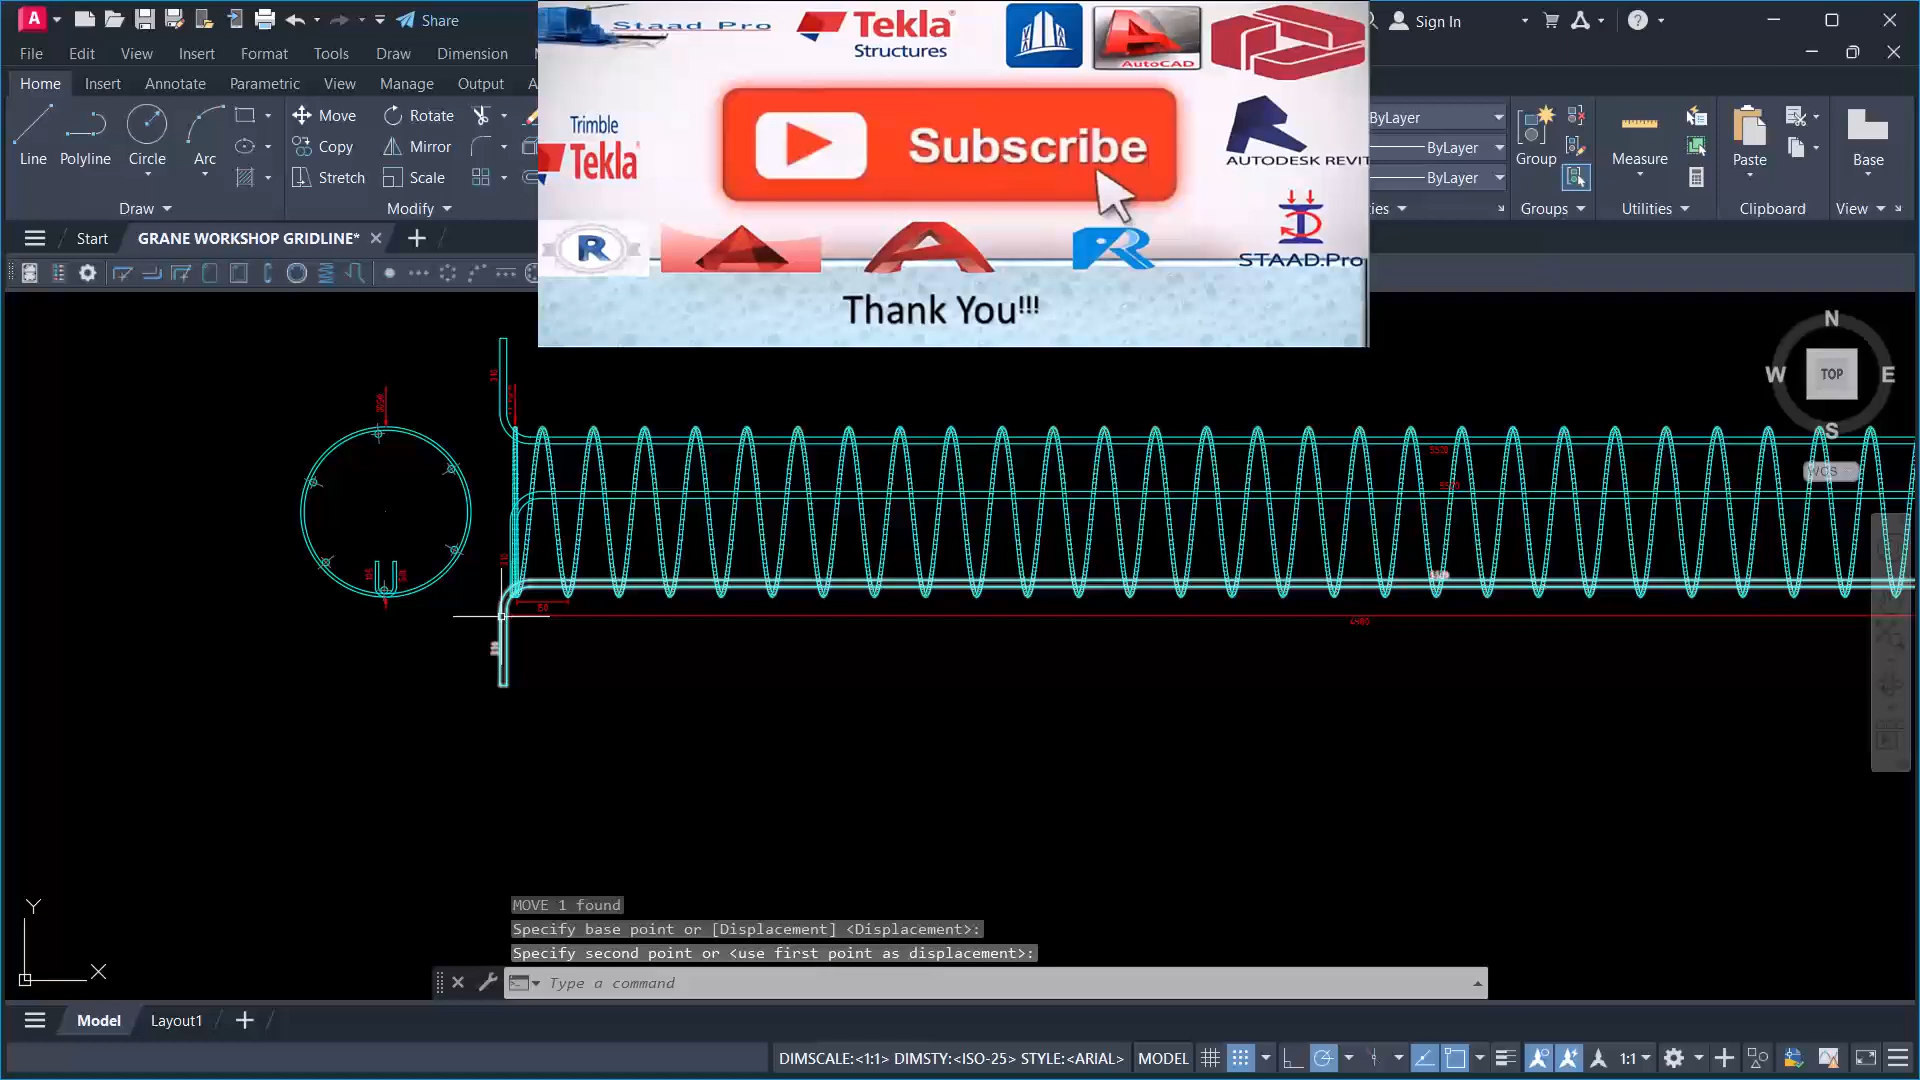 Share
Sign In
File Edit View Insert Format Tools Draw Dimension
Home Insert Annotate Parametric View Manage Output
Line Polyline Circle Arc
Move Rotate
Copy Mirror
Stretch Scale
Draw Modify
Staad Pro
Tekla®
Structures
AutoCAD
Trimble
Tekla
Subscribe
AUTODESK REVIT
R
STAAD.Pro
Thank You!!!
ByLayer
ByLayer
ByLayer
Group Measure Paste Base
Groups Utilities Clipboard View
Start GRANE WORKSHOP GRIDLINE*
N
W TOP E
S
WCS
5520
50
4980
MOVE 1 found
Specify base point or [Displacement] <Displacement>:
Specify second point or <use first point as displacement>:
Type a command
Y
X
Model Layout1
DIMSCALE:<1:1> DIMSTY:<ISO-25> STYLE:<ARIAL> MODEL 1:1